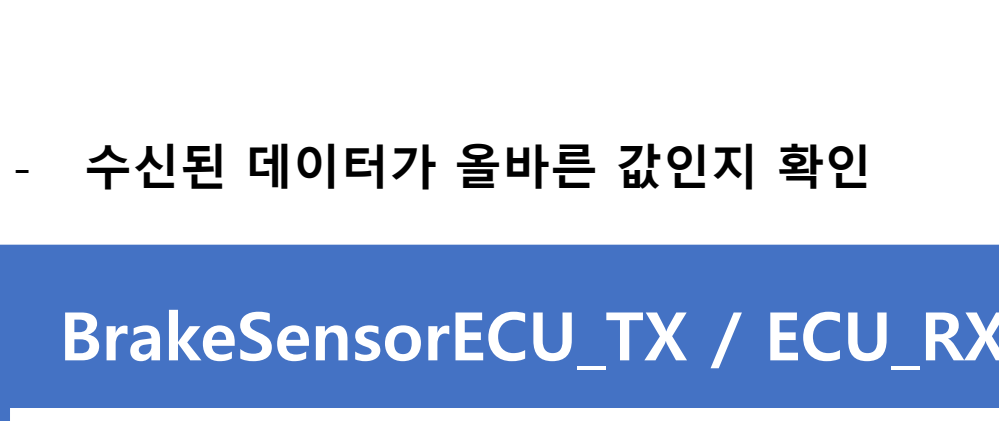 - 수신된 데이터가 올바른 값인지 확인
BrakeSensorECU_TX / ECU_RX